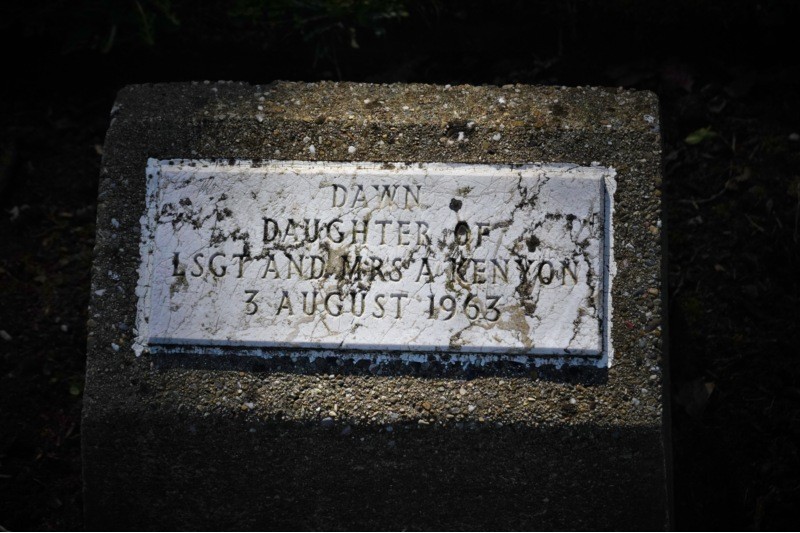 DAWN
DAUGHTER OF
LSGT AND MRS A KENYON
3 AUGUST 1963